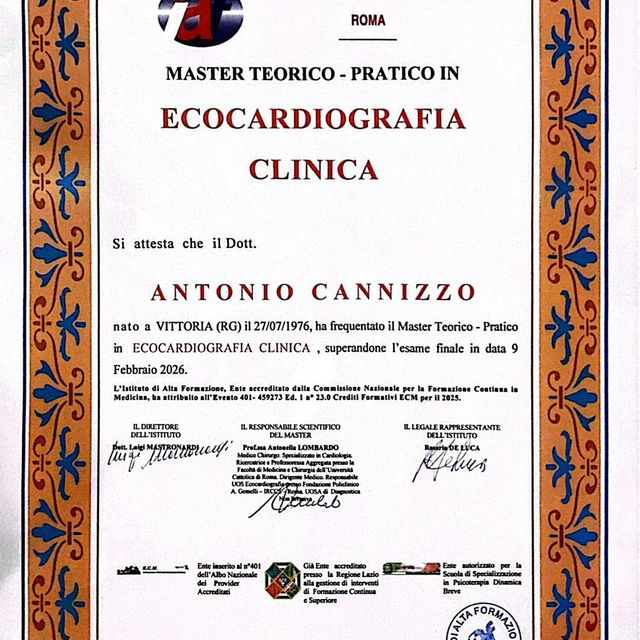 ROMA
MASTER TEORICO - PRATICO IN
ECOCARDIOGRAFIA
CLINICA
Si attesta che il Dott.
ANTONIO CANNIZZO
nato a VITTORIA (RG) il 27/07/1976, ha frequentato il Master Teorico - Pratico
in ECOCARDIOGRAFIA CLINICA , superandone l'esame finale in data 9
Febbraio 2026.
L'Istituto di Alta Formazione, Ente accreditato dalla Commissione Nazionale per la Formazione Continua in
Medicina, ha attribuito all'Evento 401- 459273 Ed. 1 n° 23.0 Crediti Formativi ECM per il 2025.
IL DIRETTORE
DELL'ISTITUTO
Dott. Luigi MASTRONARDI
IL RESPONSABILE SCIENTIFICO
DEL MASTER
Prof.ssa Antonella LOMBARDO
Medico Chirurgo. Specializzato in Cardiologia.
Ricercatrice e Professoressa Aggregata presso la
Facoltà di Medicina e Chirurgia dell'Università
Cattolica di Roma. Dirigente Medico. Responsabile
UOS Ecocardiografia presso Fondazione Policlinico
A. Gemelli – IRCCS - Roma. UOSA di Diagnostica
IL LEGALE RAPPRESENTANTE
DELL'ISTITUTO
Rosario DE LUCA
E.C.M.
Ente inserito al n°401
dell'Albo Nazionale
dei Provider
Accreditati
Già Ente accreditato
presso la Regione Lazio
alla gestione di interventi
di Formazione Continua
e Superiore
Ente autorizzato per la
Scuola di Specializzazione
in Psicoterapia Dinamica
Breve
DI ALTA FORMAZIO